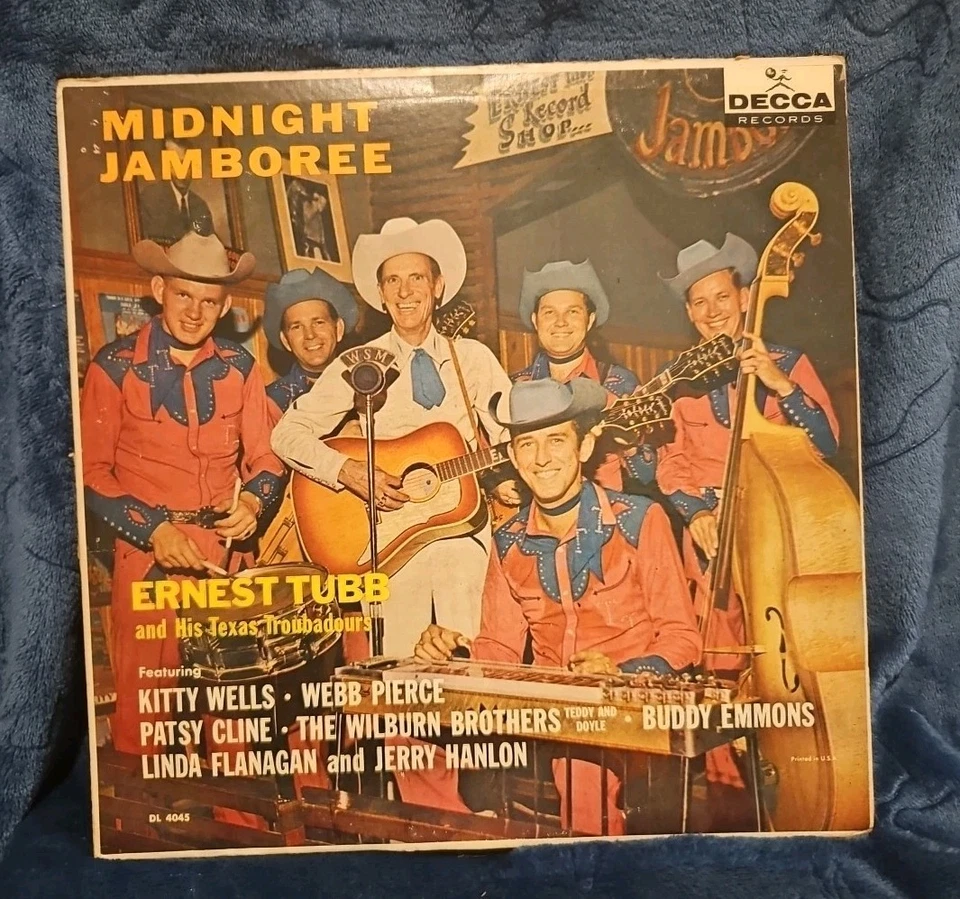 MIDNIGHT
JAMBOREE
Record
SHOP...
Jambo
DECCA
RECORDS
WSM
ERNEST TUBB
and His Texas Troubadours
Featuring
KITTY WELLS · WEBB PIERCE
PATSY CLINE · THE WILBURN BROTHERS TEDDY AND DOYLE · BUDDY EMMONS
LINDA FLANAGAN and JERRY HANLON
Printed in U.S.A.
DL 4045